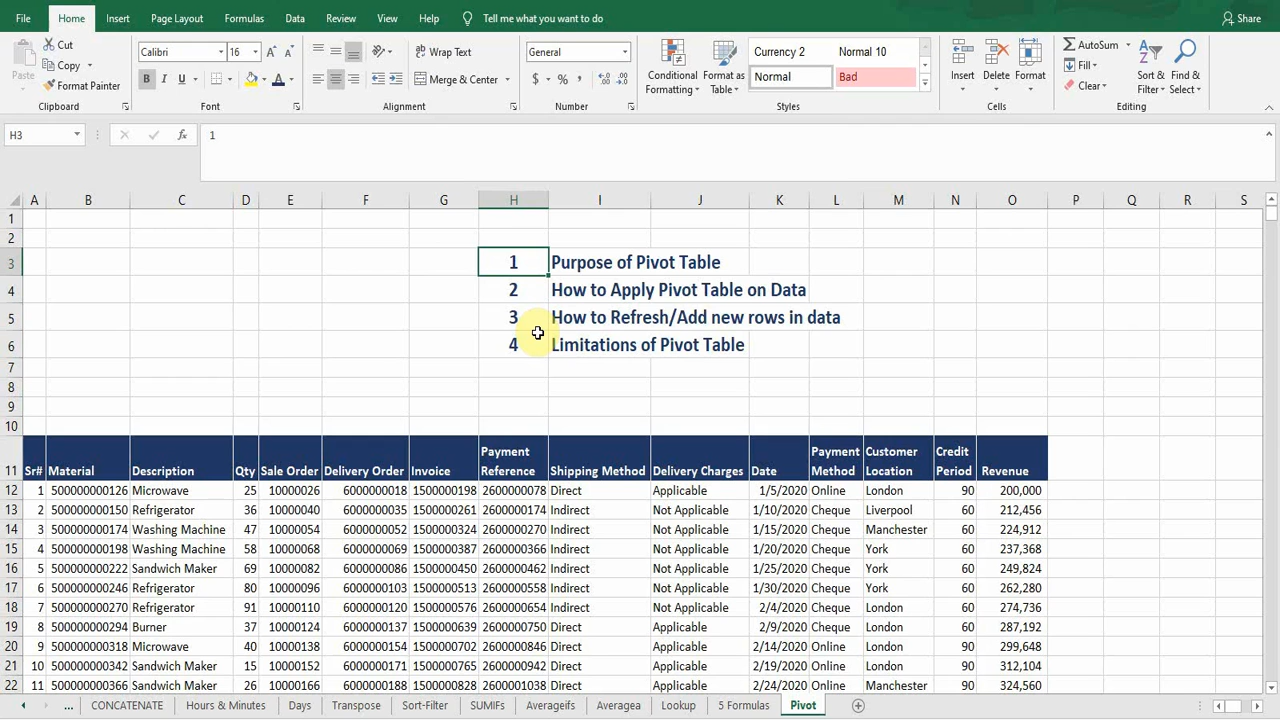 File Home Insert Page Layout Formulas Data Review View Help Tell me what you want to do Share
Cut
Copy
Format Painter
Paste
Calibri 16 A A
B I U A
Wrap Text
Merge & Center
General
$ % ,
Conditional Formatting
Format as Table
Currency 2 Normal 10
Normal Bad
Insert Delete Format
AutoSum
Fill
Clear
Sort & Filter
Find & Select
Clipboard Font Alignment Number Styles Cells Editing
H3 fx 1
A B C D E F G H I J K L M N O P Q R S
1
2
3 1 Purpose of Pivot Table
4 2 How to Apply Pivot Table on Data
5 3 How to Refresh/Add new rows in data
6 4 Limitations of Pivot Table
7
8
9
10
11 Sr# Material Description Qty Sale Order Delivery Order Invoice Payment Reference Shipping Method Delivery Charges Date Payment Method Customer Location Credit Period Revenue
12 1 500000000126 Microwave 25 10000026 6000000018 1500000198 2600000078 Direct Applicable 1/5/2020 Online London 90 200,000
13 2 500000000150 Refrigerator 36 10000040 6000000035 1500000261 2600000174 Indirect Not Applicable 1/10/2020 Cheque Liverpool 60 212,456
14 3 500000000174 Washing Machine 47 10000054 6000000052 1500000324 2600000270 Indirect Not Applicable 1/15/2020 Cheque Manchester 60 224,912
15 4 500000000198 Washing Machine 58 10000068 6000000069 1500000387 2600000366 Indirect Not Applicable 1/20/2020 Cheque York 60 237,368
16 5 500000000222 Sandwich Maker 69 10000082 6000000086 1500000450 2600000462 Indirect Not Applicable 1/25/2020 Cheque York 60 249,824
17 6 500000000246 Refrigerator 80 10000096 6000000103 1500000513 2600000558 Indirect Not Applicable 1/30/2020 Cheque York 60 262,280
18 7 500000000270 Refrigerator 91 10000110 6000000120 1500000576 2600000654 Indirect Not Applicable 2/4/2020 Cheque London 60 274,736
19 8 500000000294 Burner 37 10000124 6000000137 1500000639 2600000750 Direct Applicable 2/9/2020 Cheque London 60 287,192
20 9 500000000318 Microwave 40 10000138 6000000154 1500000702 2600000846 Direct Applicable 2/14/2020 Online London 90 299,648
21 10 500000000342 Sandwich Maker 15 10000152 6000000171 1500000765 2600000942 Direct Applicable 2/19/2020 Online London 90 312,104
22 11 500000000366 Sandwich Maker 26 10000166 6000000188 1500000828 2600001038 Direct Applicable 2/24/2020 Online Manchester 90 324,560
... CONCATENATE Hours & Minutes Days Transpose Sort-Filter SUMIFs Averageifs Averagea Lookup 5 Formulas Pivot